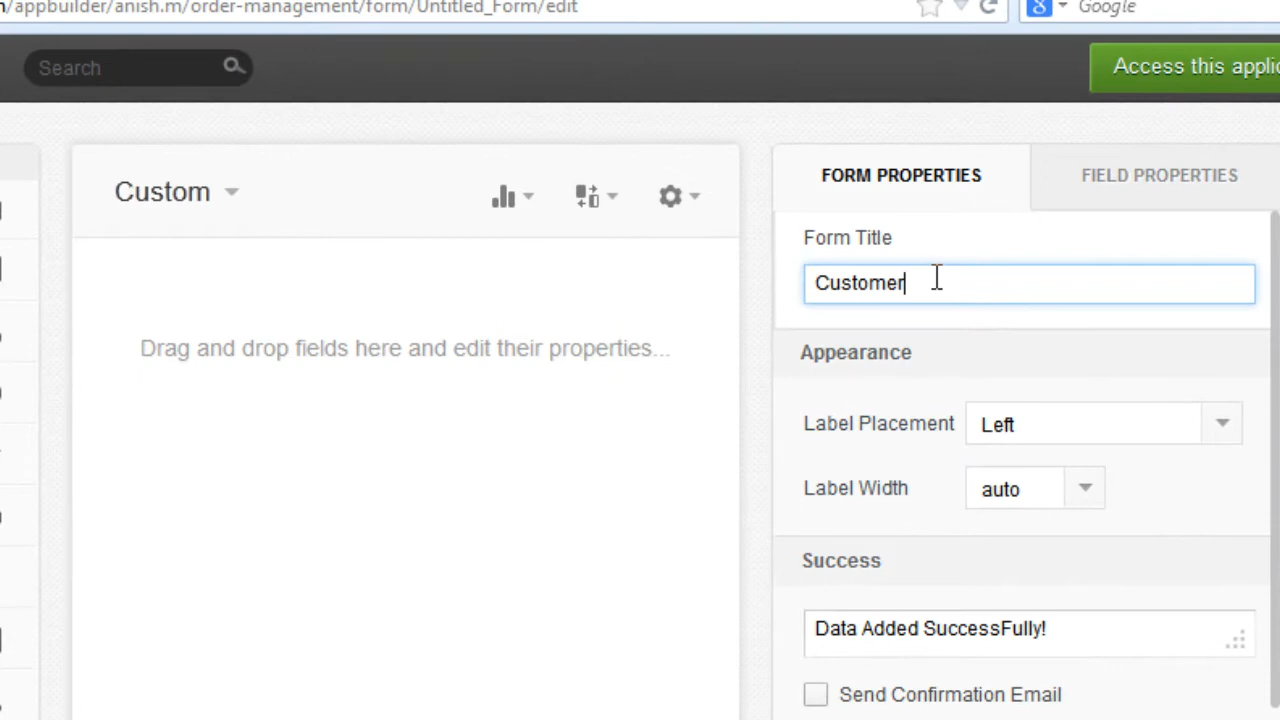 /appbuilder/anish.m/order-management/form/Untitled_Form/edit
Google
Search
Access this appli
Custom
FORM PROPERTIES
FIELD PROPERTIES
Form Title
Customer
Drag and drop fields here and edit their properties...
Appearance
Label Placement
Left
Label Width
auto
Success
Data Added SuccessFully!
Send Confirmation Email